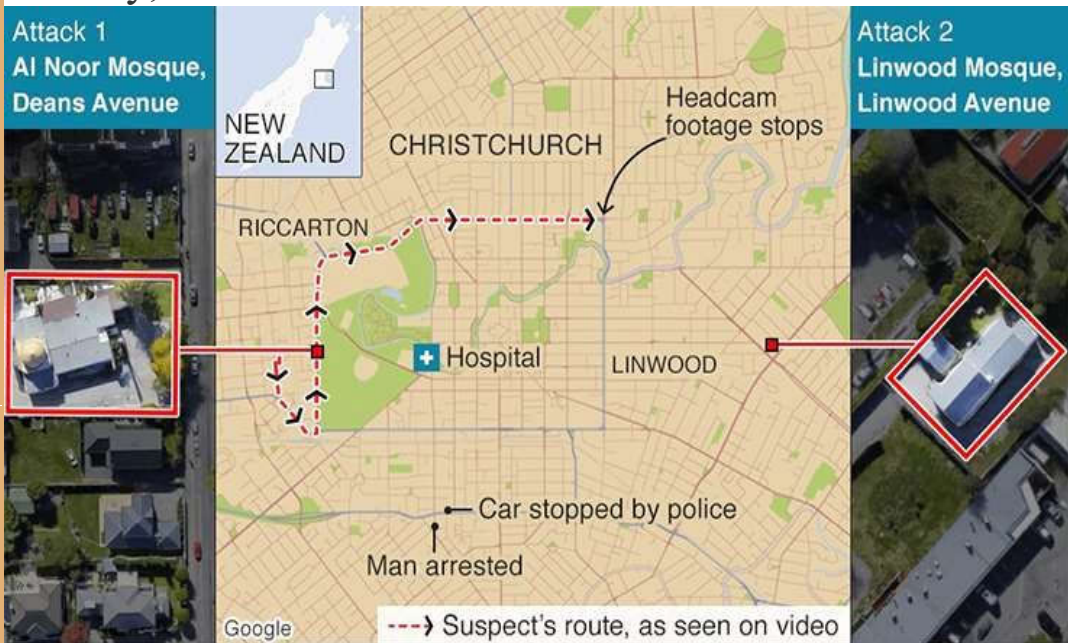 Attack 1
Al Noor Mosque,
Deans Avenue
NEW
ZEALAND
CHRISTCHURCH
Headcam
footage stops
RICCARTON
Hospital
LINWOOD
Car stopped by police
Man arrested
Google
Suspect's route, as seen on video
Attack 2
Linwood Mosque,
Linwood Avenue